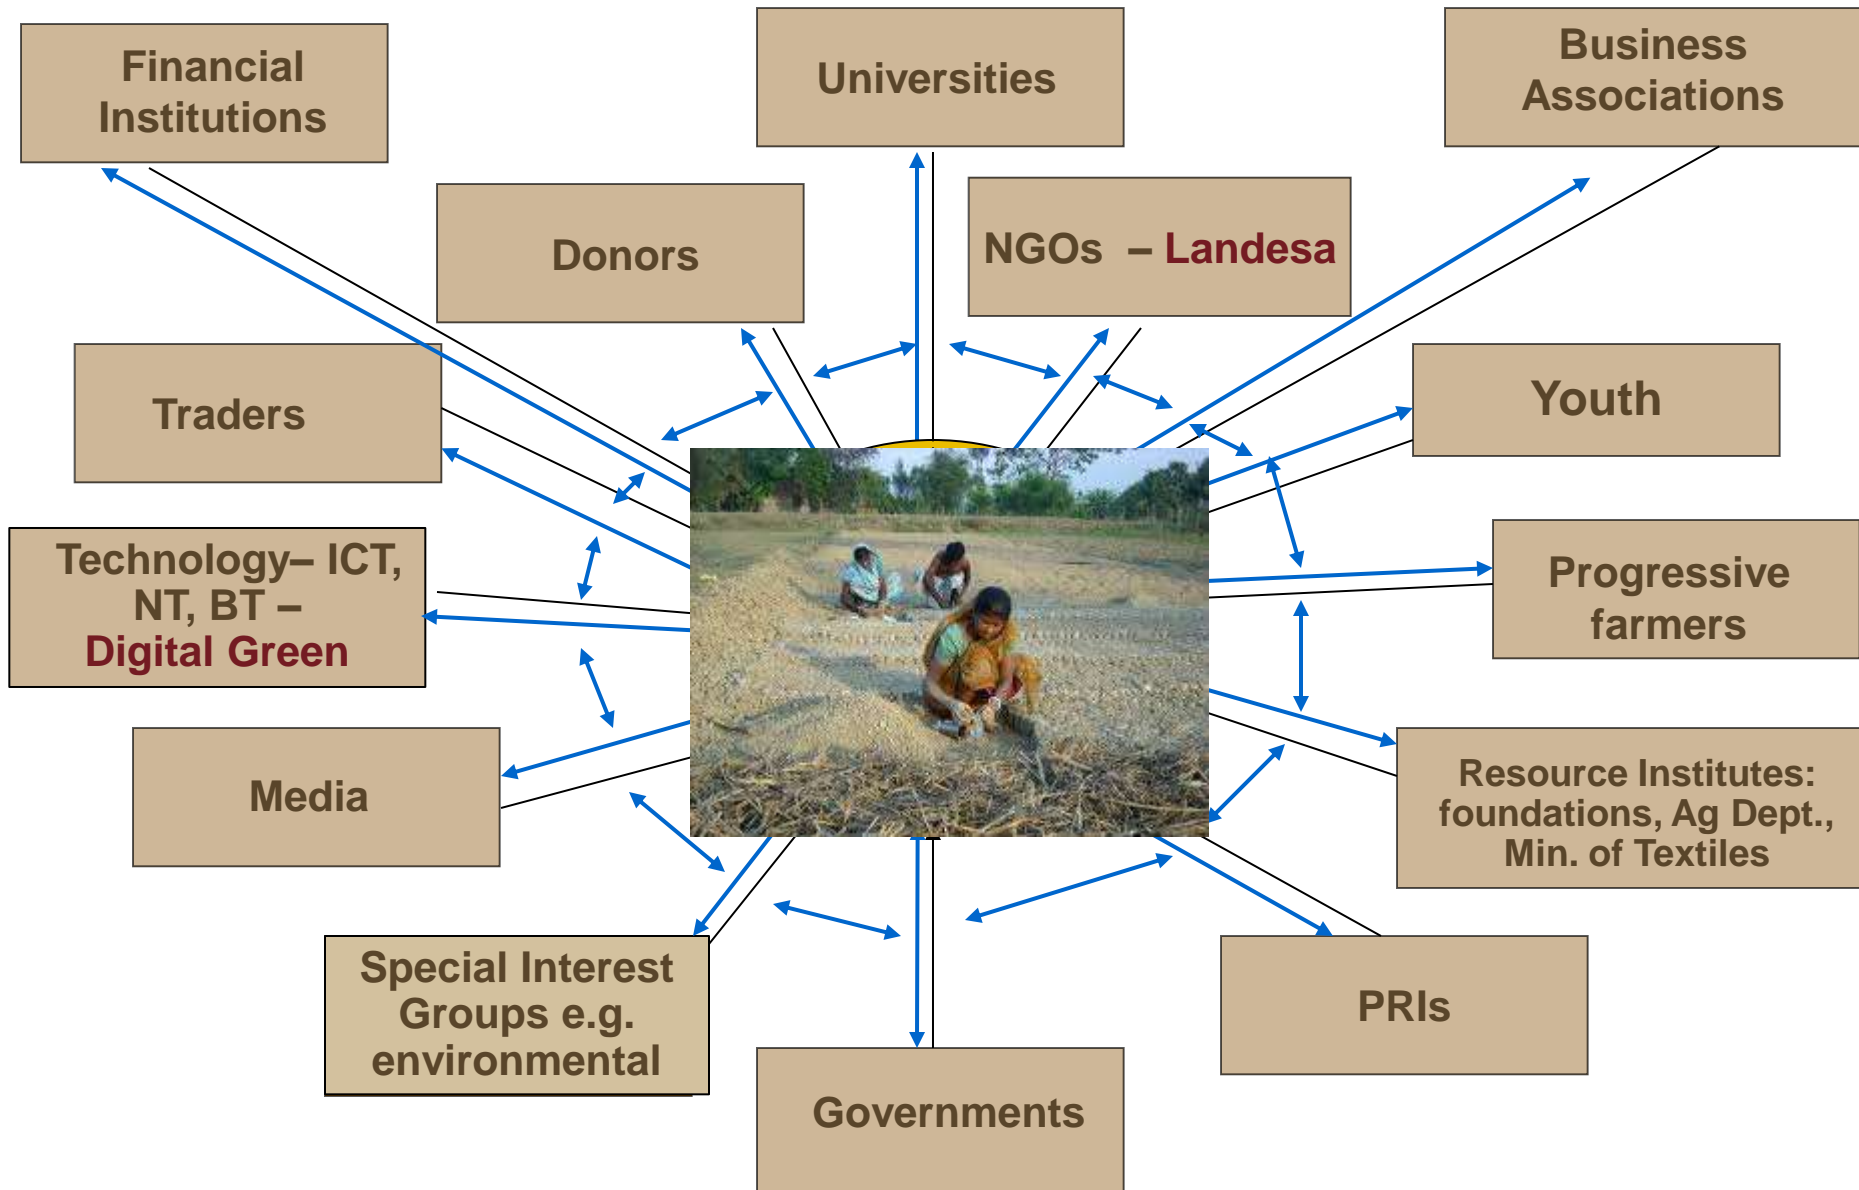 Financial
Institutions
Universities
Business
Associations
Donors
NGOs – Landesa
Traders
Youth
Technology– ICT,
NT, BT –
Digital Green
Progressive
farmers
Media
Resource Institutes:
foundations, Ag Dept.,
Min. of Textiles
Special Interest
Groups e.g.
environmental
PRIs
Governments